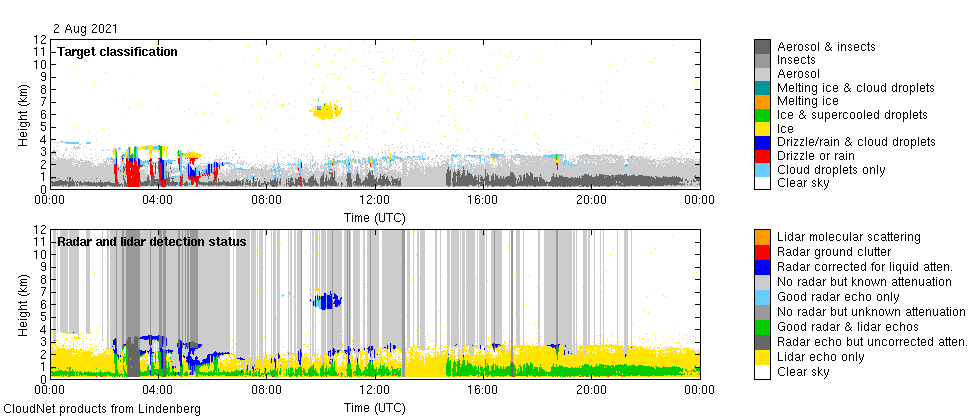 2 Aug 2021
Target classification
12
11
10
9
8
7
6
5
4
3
2
1
0
Height (km)
00:00 04:00 08:00 12:00 16:00 20:00 00:00
Time (UTC)
Aerosol & insects
Insects
Aerosol
Melting ice & cloud droplets
Melting ice
Ice & supercooled droplets
Ice
Drizzle/rain & cloud droplets
Drizzle or rain
Cloud droplets only
Clear sky
Radar and lidar detection status
12
11
10
9
8
7
6
5
4
3
2
1
0
Height (km)
00:00 04:00 08:00 12:00 16:00 20:00 00:00
Time (UTC)
Lidar molecular scattering
Radar ground clutter
Radar corrected for liquid atten.
No radar but known attenuation
Good radar echo only
No radar but unknown attenuation
Good radar & lidar echos
Radar echo but uncorrected atten.
Lidar echo only
Clear sky
CloudNet products from Lindenberg